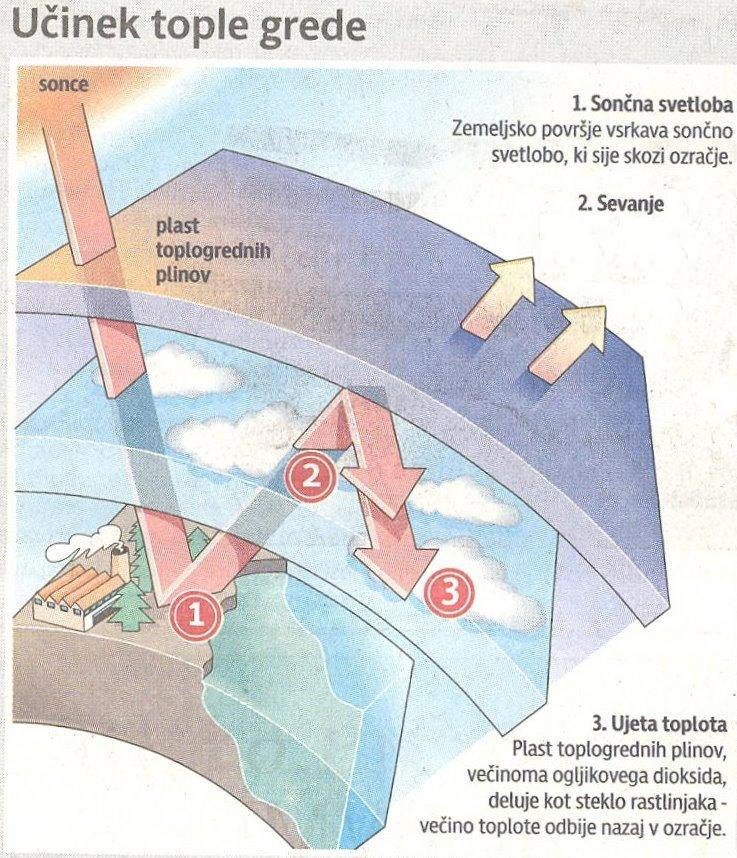 Učinek tople grede
sonce
1. Sončna svetloba
Zemeljsko površje vsrkava sončno
svetlobo, ki sije skozi ozračje.
2. Sevanje
plast
toplogrednih
plinov
2
3
1
3. Ujeta toplota
Plast toplogrednih plinov,
večinoma ogljikovega dioksida,
deluje kot steklo rastlinjaka -
večino toplote odbije nazaj v ozračje.